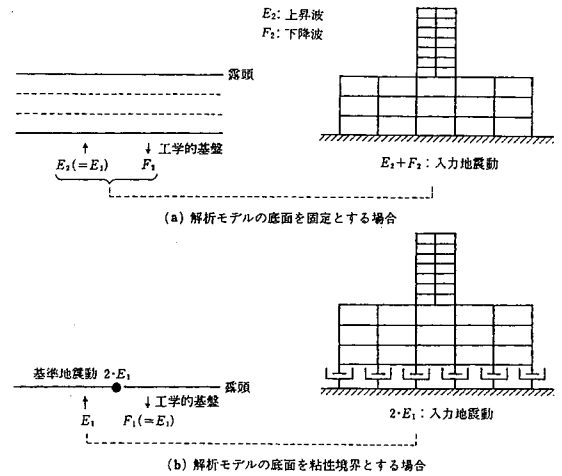 E₂: 上昇波
F₂: 下降波
露頭
工学的基盤
E₂(=E₁) F₂
E₂+F₂: 入力地震動
(a) 解析モデルの底面を固定とする場合
基準地震動 2・E₁
露頭
工学的基盤
E₁ F₁(=E₁)
2・E₁: 入力地震動
(b) 解析モデルの底面を粘性境界とする場合